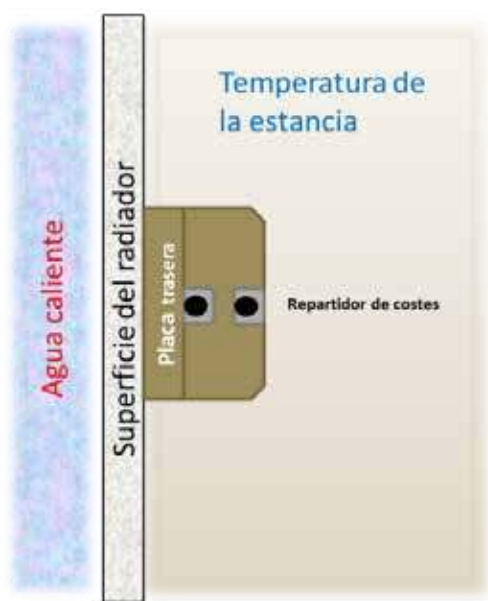 Agua caliente
Superficie del radiador
Placa trasera
Temperatura de
la estancia
Repartidor de costes